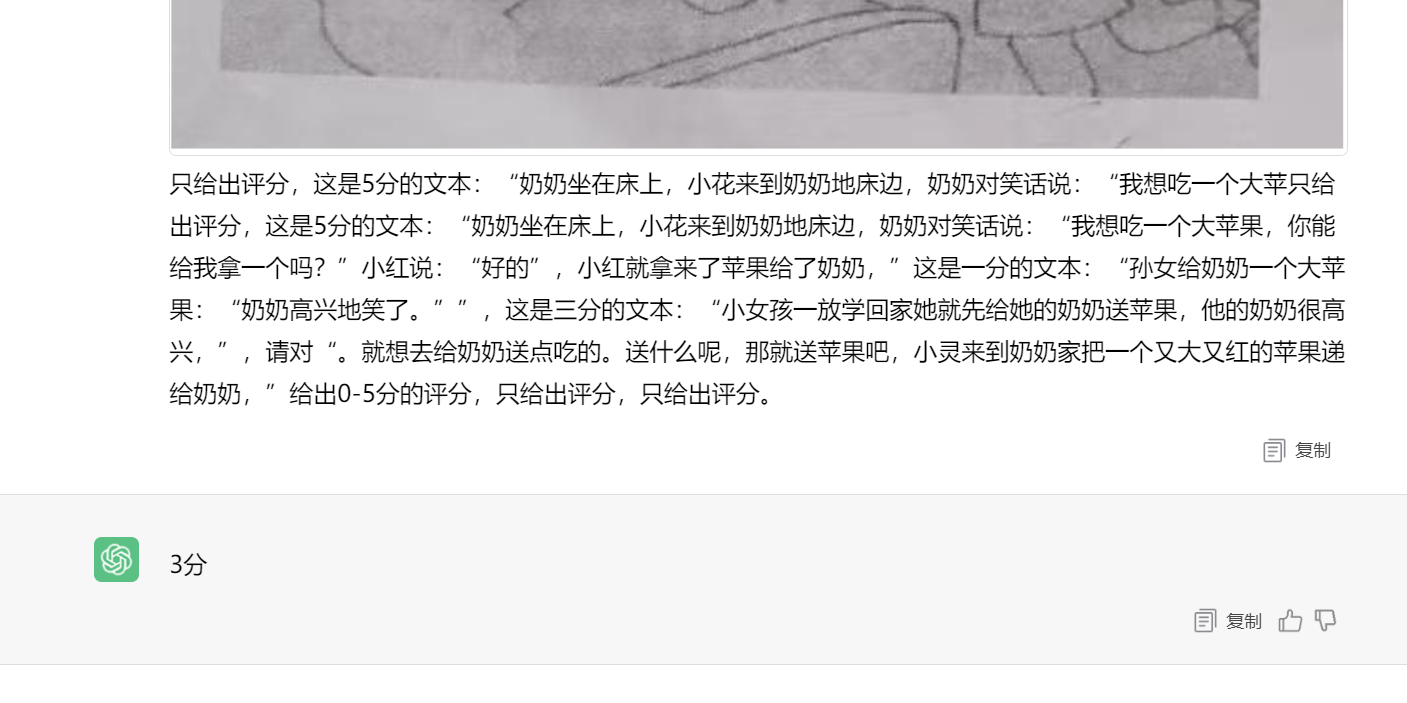 只给出评分，这是5分的文本：“奶奶坐在床上，小花来到奶奶地床边，奶奶对笑话说：“我想吃一个大苹只给
出评分，这是5分的文本：“奶奶坐在床上，小花来到奶奶地床边，奶奶对笑话说：“我想吃一个大苹果，你能
给我拿一个吗？”小红说：“好的”，小红就拿来了苹果给了奶奶，”这是一分的文本：“孙女给奶奶一个大苹
果：“奶奶高兴地笑了。””，这是三分的文本：“小女孩一放学回家她就先给她的奶奶送苹果，他的奶奶很高
兴，”，请对“。就想去给奶奶送点吃的。送什么呢，那就送苹果吧，小灵来到奶奶家把一个又大又红的苹果递
给奶奶，”给出0-5分的评分，只给出评分，只给出评分。
复制
3分
复制